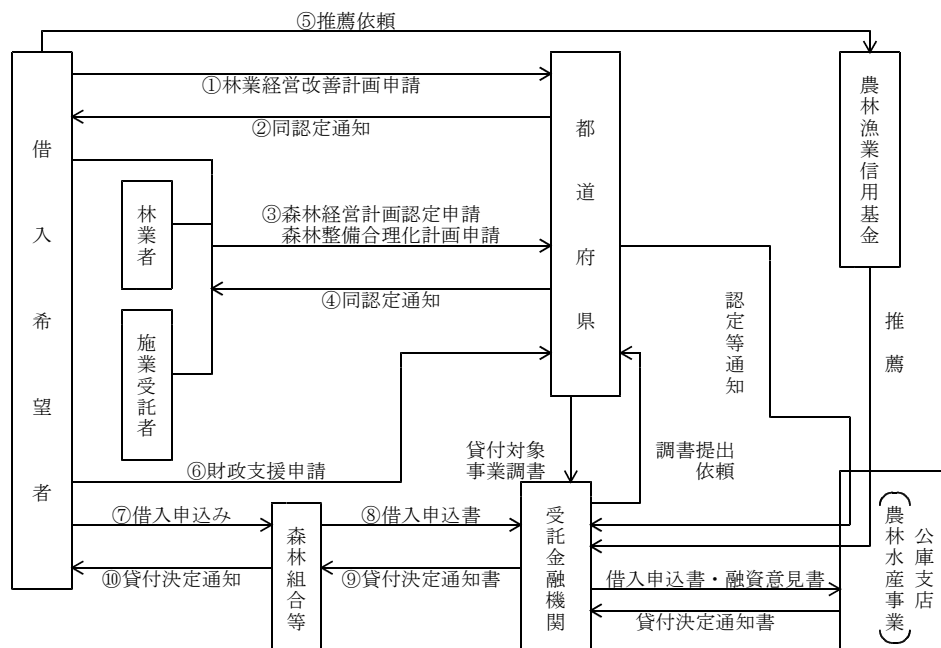 ⑤推薦依頼
①林業経営改善計画申請
②同認定通知
借入希望者
都道府県
農林漁業信用基金
林業者
③森林経営計画認定申請
森林整備合理化計画申請
④同認定通知
施業受託者
認定等通知
推薦
貸付対象
事業調書
調書提出
依頼
⑥財政支援申請
⑦借入申込み
⑧借入申込書
森林組合等
受託金融機関
⑩貸付決定通知
⑨貸付決定通知書
借入申込書・融資意見書
貸付決定通知書
公庫支店
(農林水産事業)